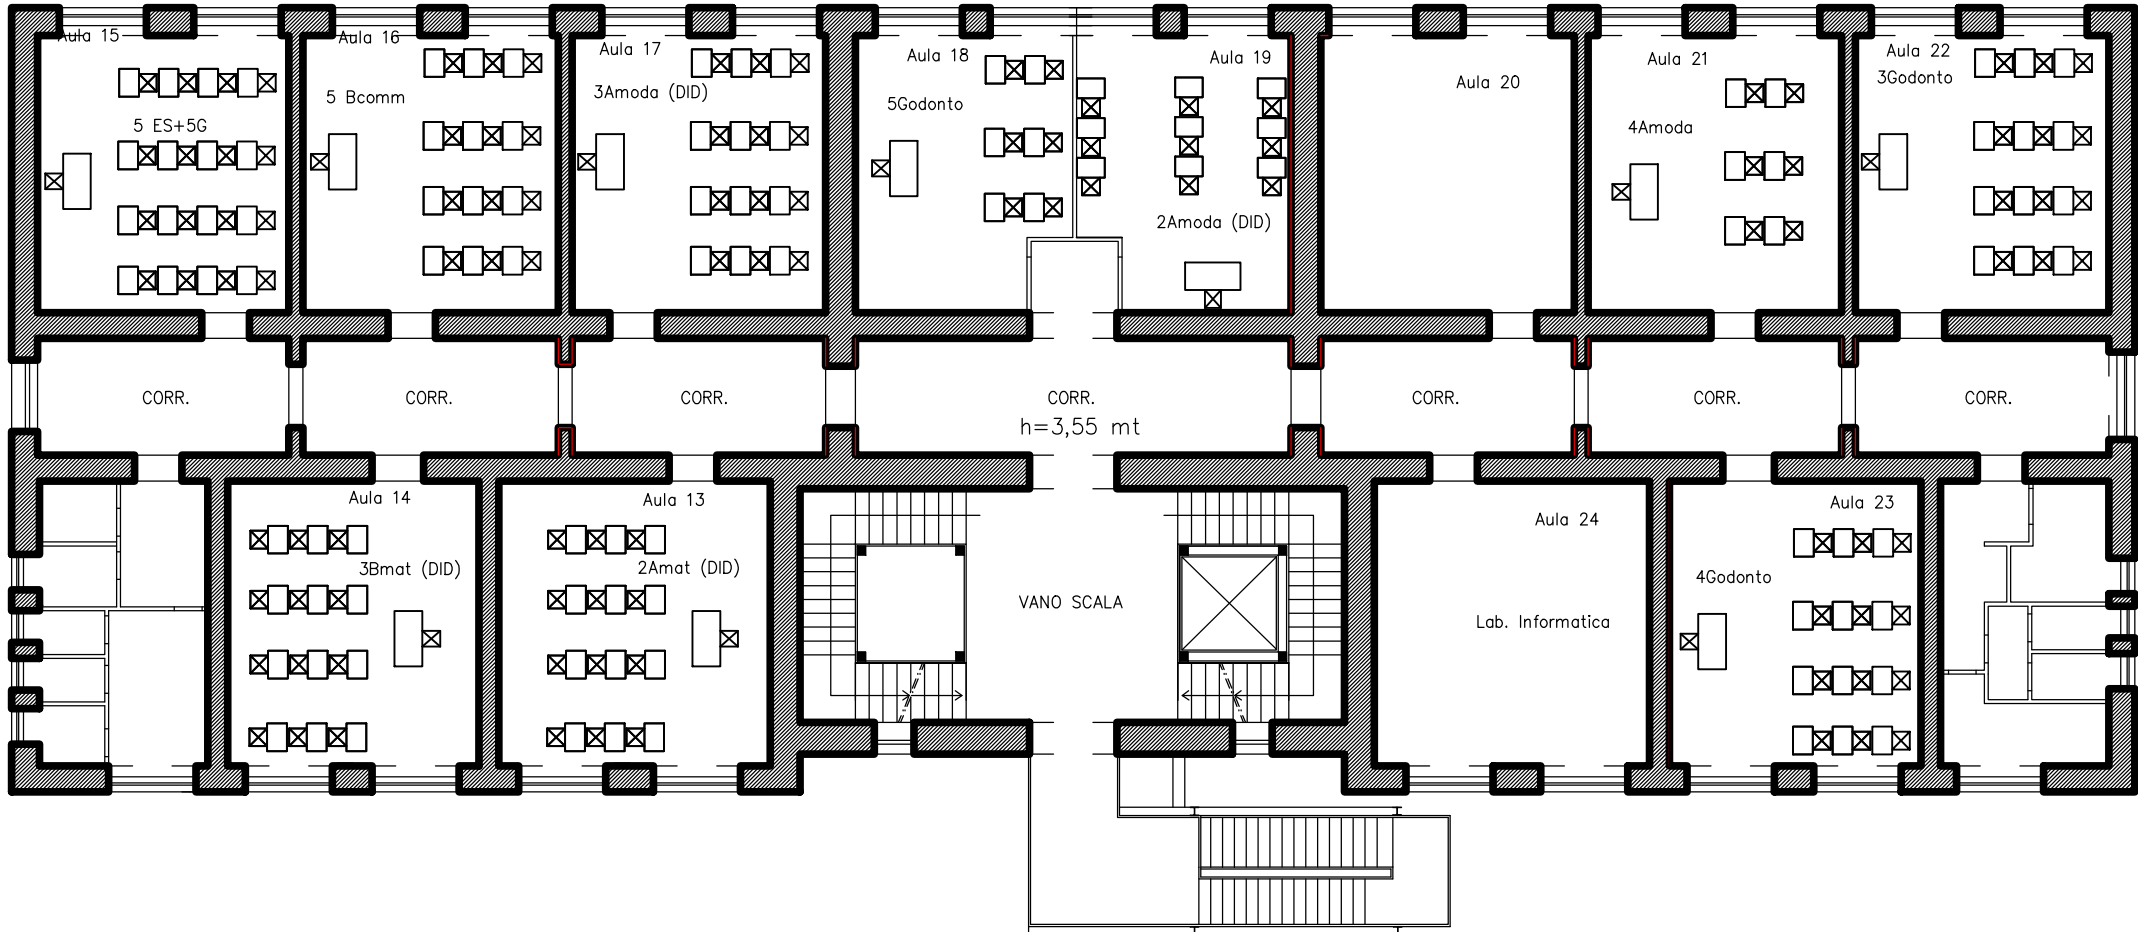 Aula 15
5 ES+5G
Aula 16
5 Bcomm
Aula 17
3Amoda (DID)
Aula 18
5Godonto
Aula 19
2Amoda (DID)
Aula 20
Aula 21
4Amoda
Aula 22
3Godonto
CORR.
CORR.
CORR.
CORR.
h=3,55 mt
CORR.
CORR.
CORR.
Aula 14
3Bmat (DID)
Aula 13
2Amat (DID)
VANO SCALA
Aula 24
Lab. Informatica
Aula 23
4Godonto